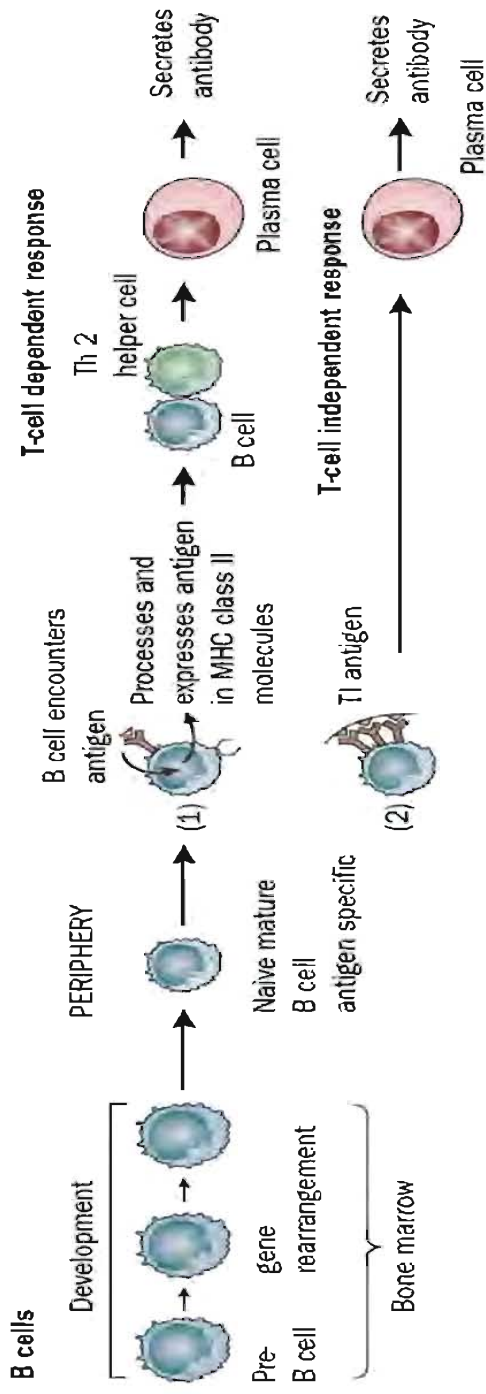 B cells
Development
Pre-
B cell
gene
rearrangement
Bone marrow
PERIPHERY
Naïve mature
B cell
antigen specific
B cell encounters
antigen
(1)
Processes and
expresses antigen
in MHC class II
molecules
T-cell dependent response
Th 2
helper cell
B cell
Plasma cell
Secretes
antibody
(2)
TI antigen
T-cell independent response
Plasma cell
Secretes
antibody